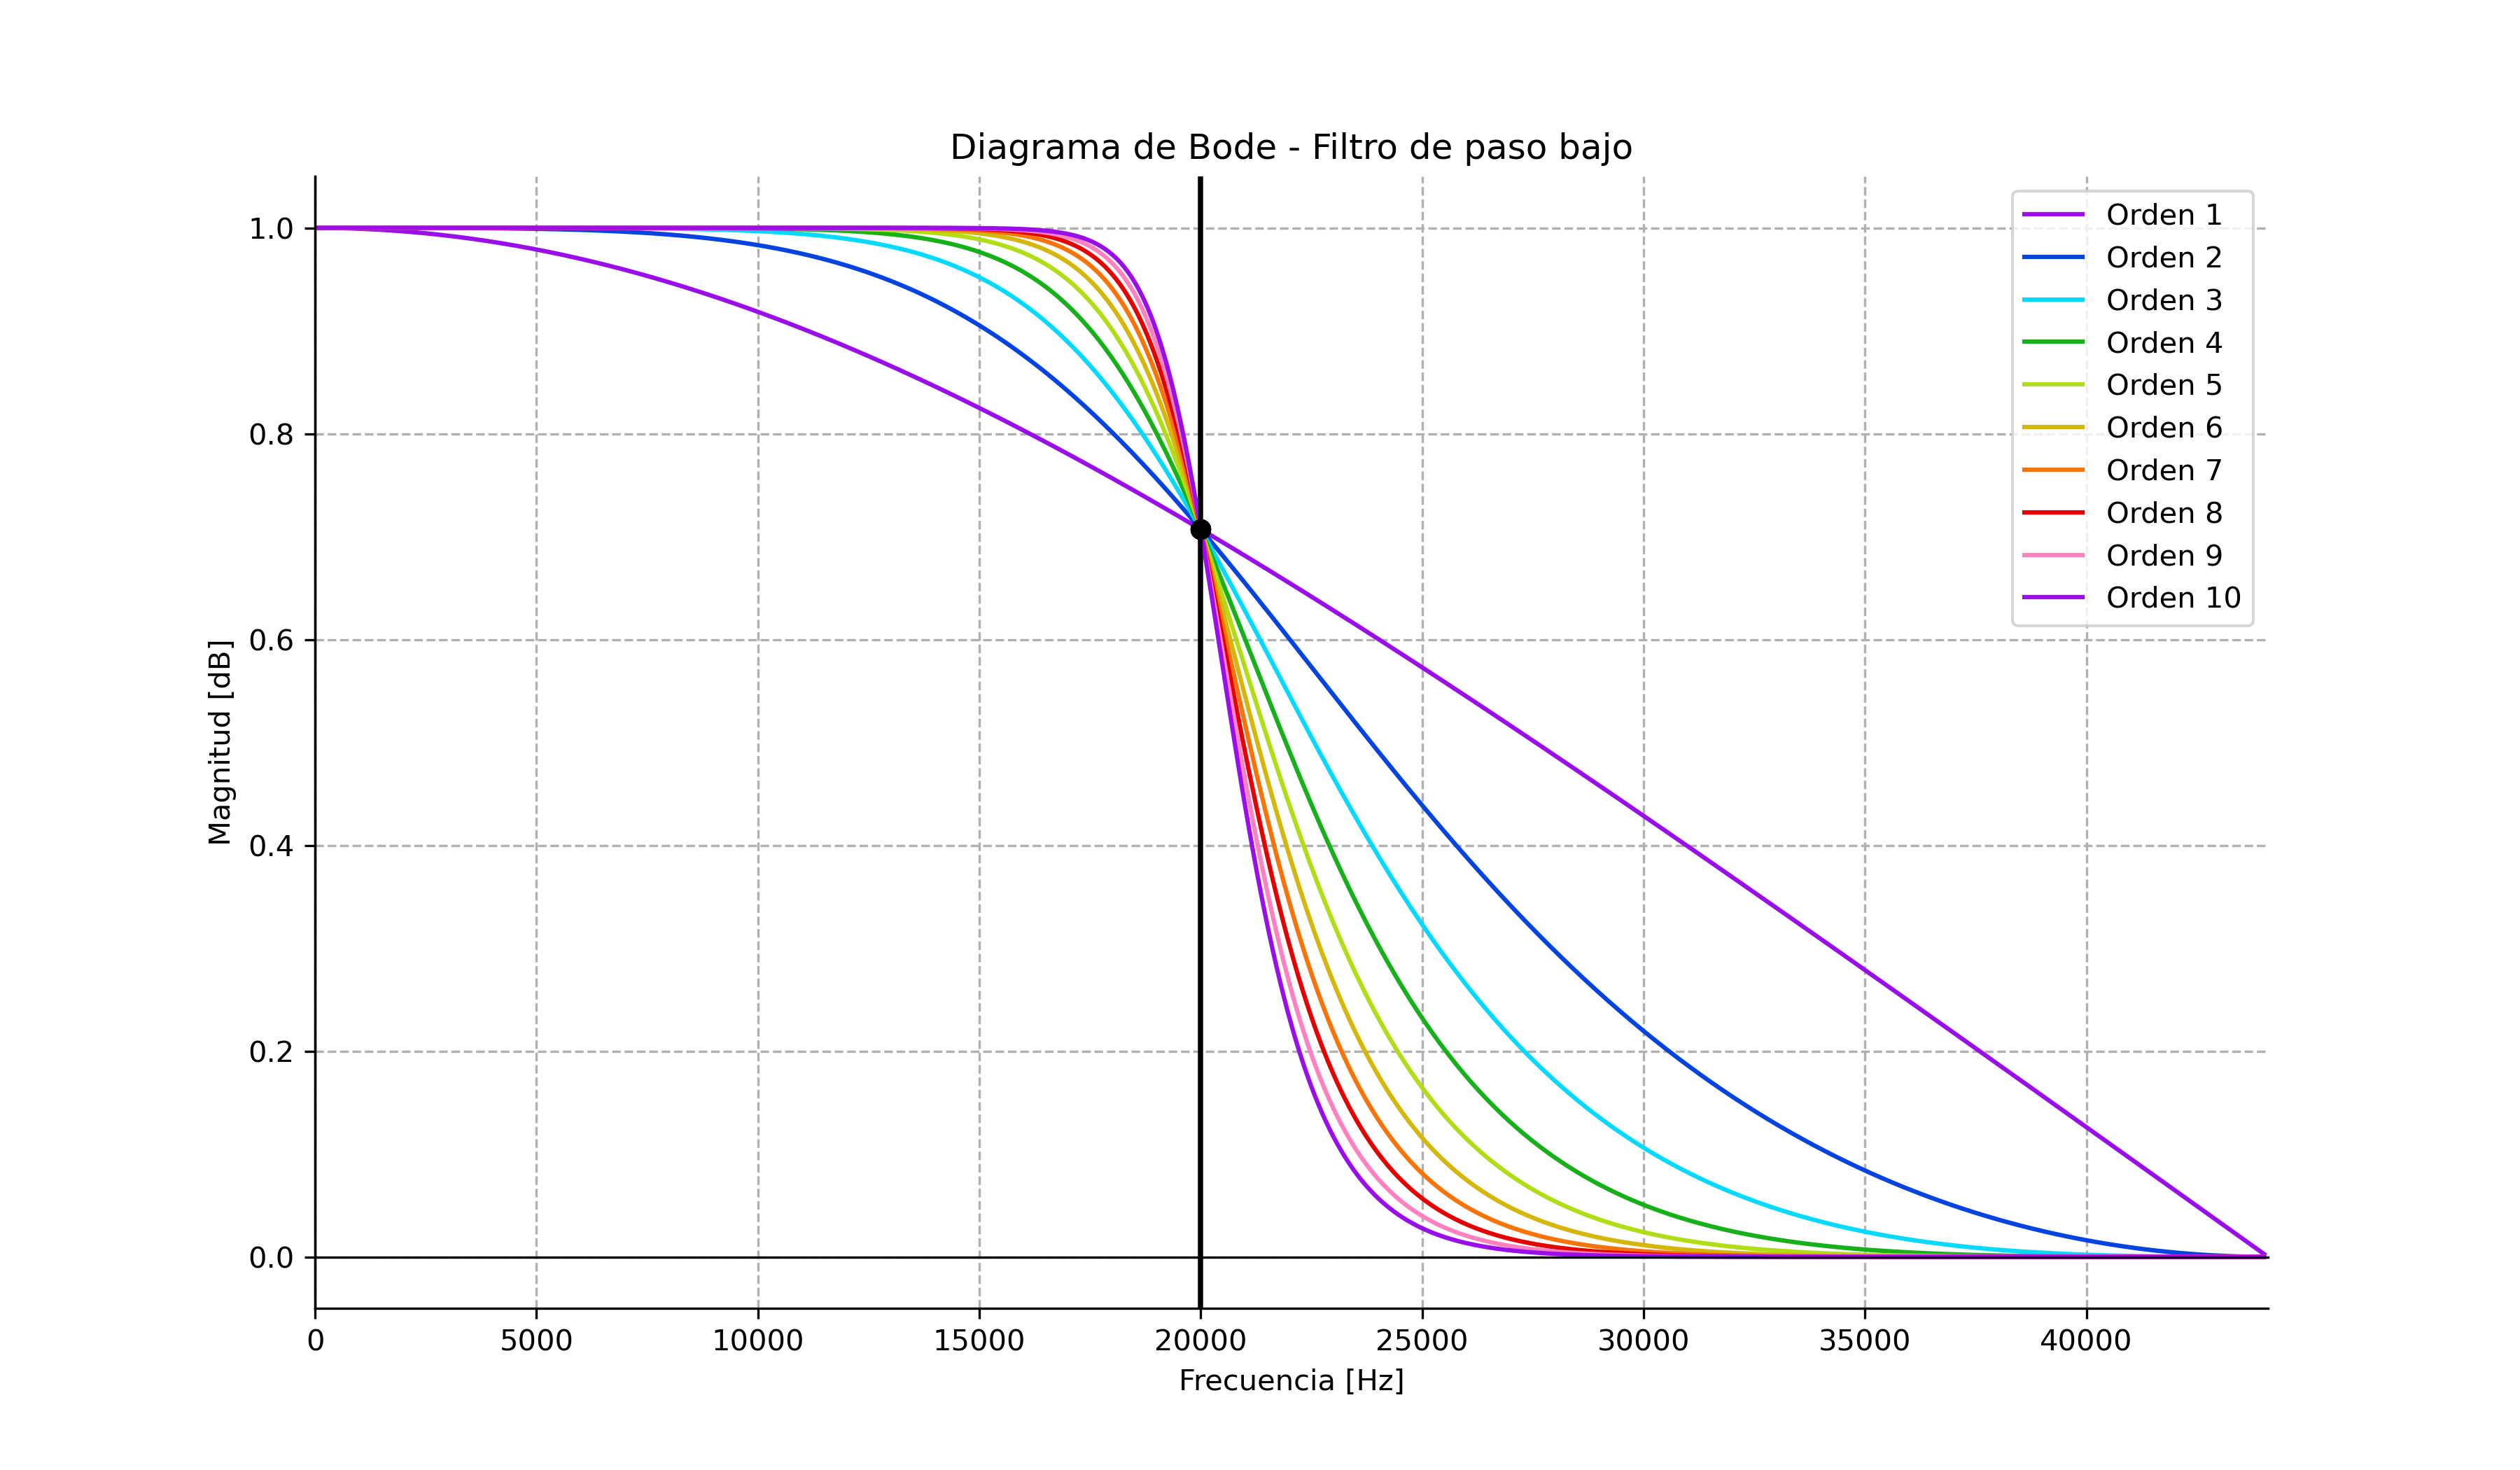 Diagrama de Bode - Filtro de paso bajo
Orden 1
Orden 2
Orden 3
Orden 4
Orden 5
Orden 6
Orden 7
Orden 8
Orden 9
Orden 10
Magnitud [dB]
1.0
0.8
0.6
0.4
0.2
0.0
0 5000 10000 15000 20000 25000 30000 35000 40000
Frecuencia [Hz]